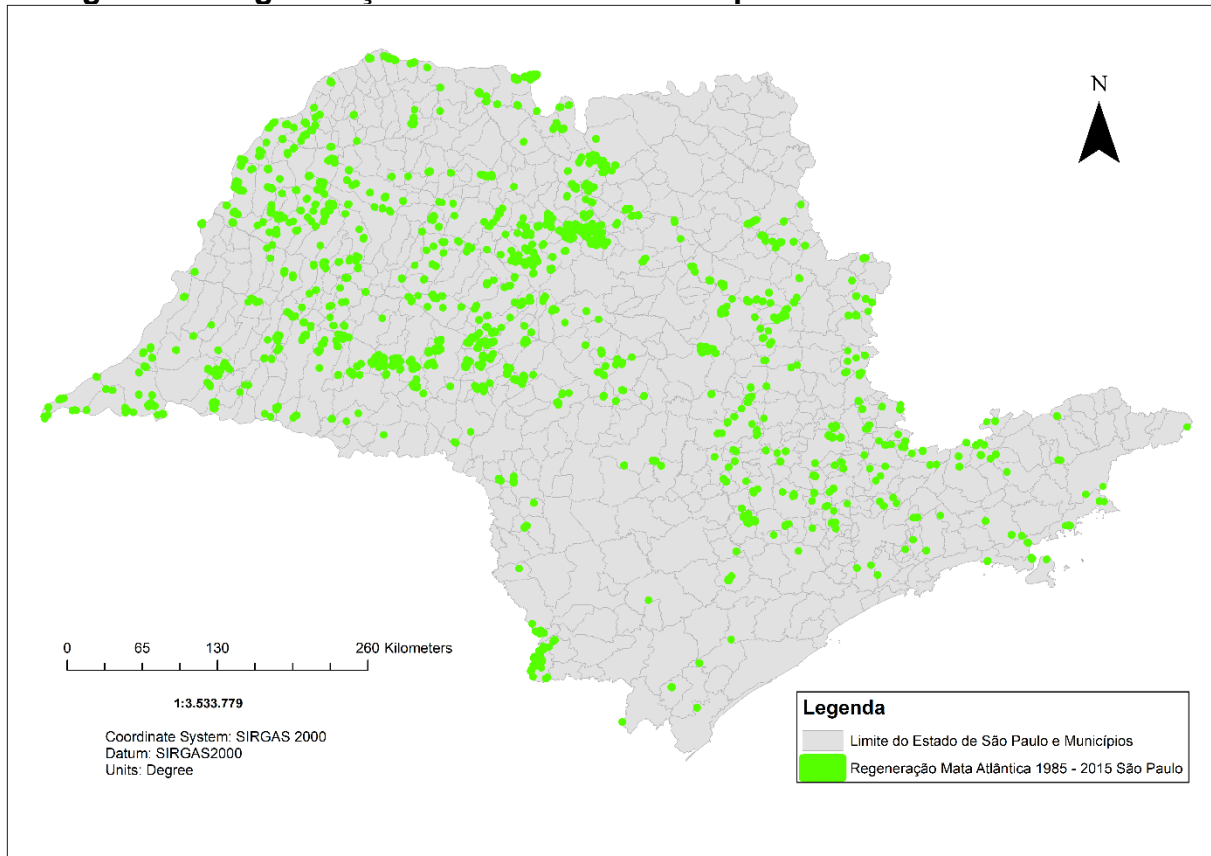 N
0 65 130 260 Kilometers
1:3.533.779
Coordinate System: SIRGAS 2000
Datum: SIRGAS2000
Units: Degree
Legenda
Limite do Estado de São Paulo e Municípios
Regeneração Mata Atlântica 1985 - 2015 São Paulo